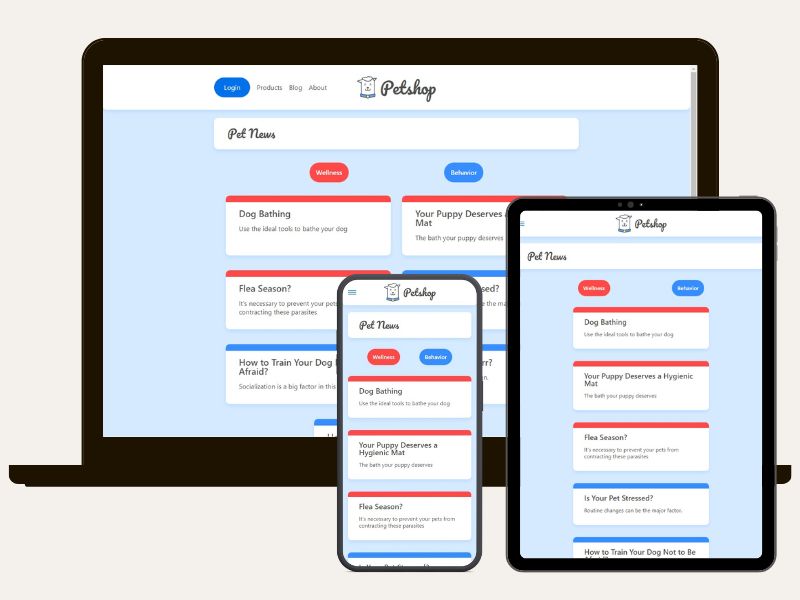 Login Products Blog About Petshop
Pet News
Wellness Behavior
Dog Bathing
Use the ideal tools to bathe your dog
Your Puppy Deserves
Mat
The bath your puppy deserves
Flea Season?
It's necessary to prevent your pets
contracting these parasites
How to Train Your Dog
Afraid?
Socialization is a big factor in this
Petshop
Pet News
Wellness Behavior
Dog Bathing
Use the ideal tools to bathe your dog
Your Puppy Deserves a
Hygienic Mat
The bath your puppy deserves
Flea Season?
It's necessary to prevent your pets from
contracting these parasites
Petshop
Pet News
Wellness Behavior
Dog Bathing
Use the ideal tools to bathe your dog
Your Puppy Deserves a Hygienic
Mat
The bath your puppy deserves
Flea Season?
It's necessary to prevent your pets from
contracting these parasites
Is Your Pet Stressed?
Routine changes can be the major factor.
How to Train Your Dog Not to Be